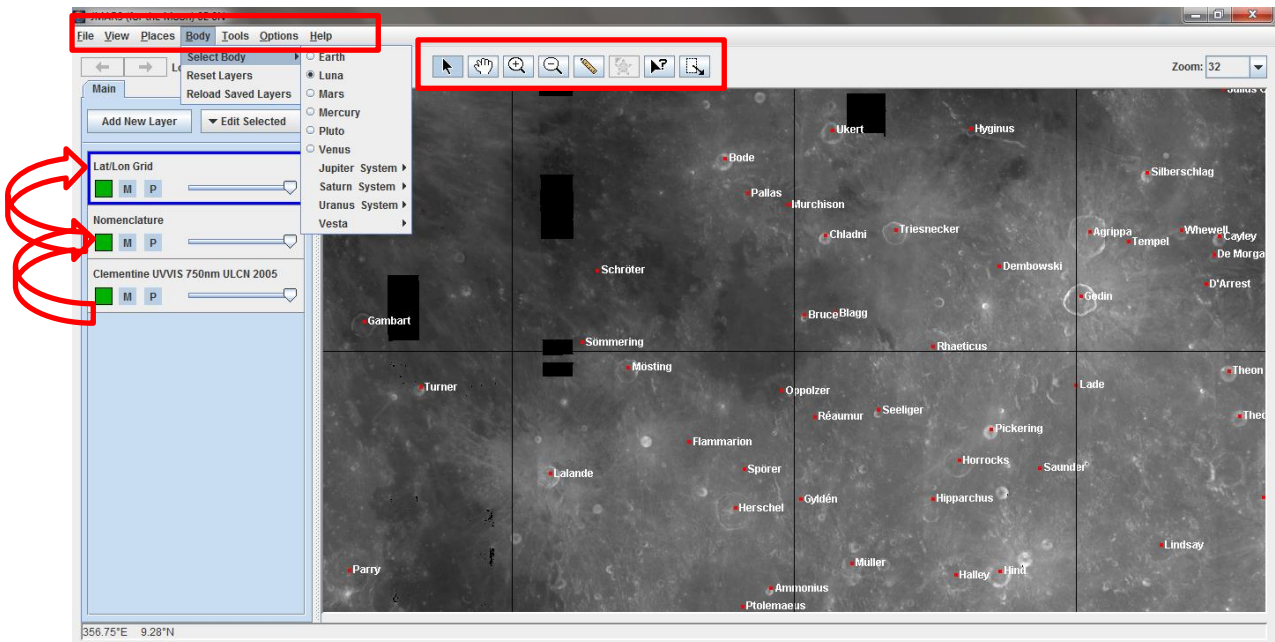 File View Places Body Tools Options Help
Select Body
Reset Layers
Reload Saved Layers
Earth
Luna
Mars
Mercury
Pluto
Venus
Jupiter System
Saturn System
Uranus System
Vesta
Zoom: 32
Main
Add New Layer
Edit Selected
Lat/Lon Grid
M P
Nomenclature
M P
Clementine UVVIS 750nm ULCN 2005
M P
Ukert
Hyginus
Bode
Silberschlag
Pallas
Murchison
Chladni
Triesnecker
Agrippa
Tempel
Whewell
Cayley
De Morga
Dembowski
Schröter
D'Arrest
Godin
Bruce
Blagg
Gambart
Sömmering
Rhaeticus
Mösting
Theon
Turner
Oppolzer
Lade
Réaumur
Seeliger
Theo
Pickering
Flammarion
Horrocks
Saunder
Spörer
Lalande
Gyldén
Hipparchus
Herschel
Lindsay
Müller
Parry
Halley
Hind
Ammonius
Ptolemaeus
356.75°E 9.28°N